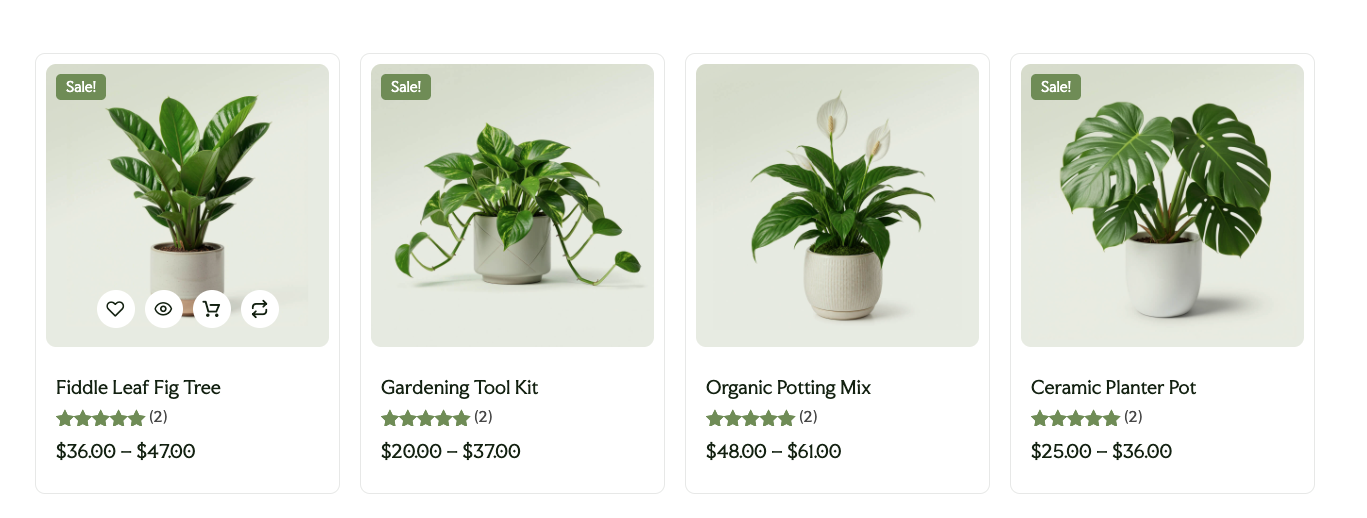 Sale!
Sale!
Sale!
Fiddle Leaf Fig Tree
Gardening Tool Kit
Organic Potting Mix
Ceramic Planter Pot
(2)
(2)
(2)
(2)
$36.00 – $47.00
$20.00 – $37.00
$48.00 – $61.00
$25.00 – $36.00